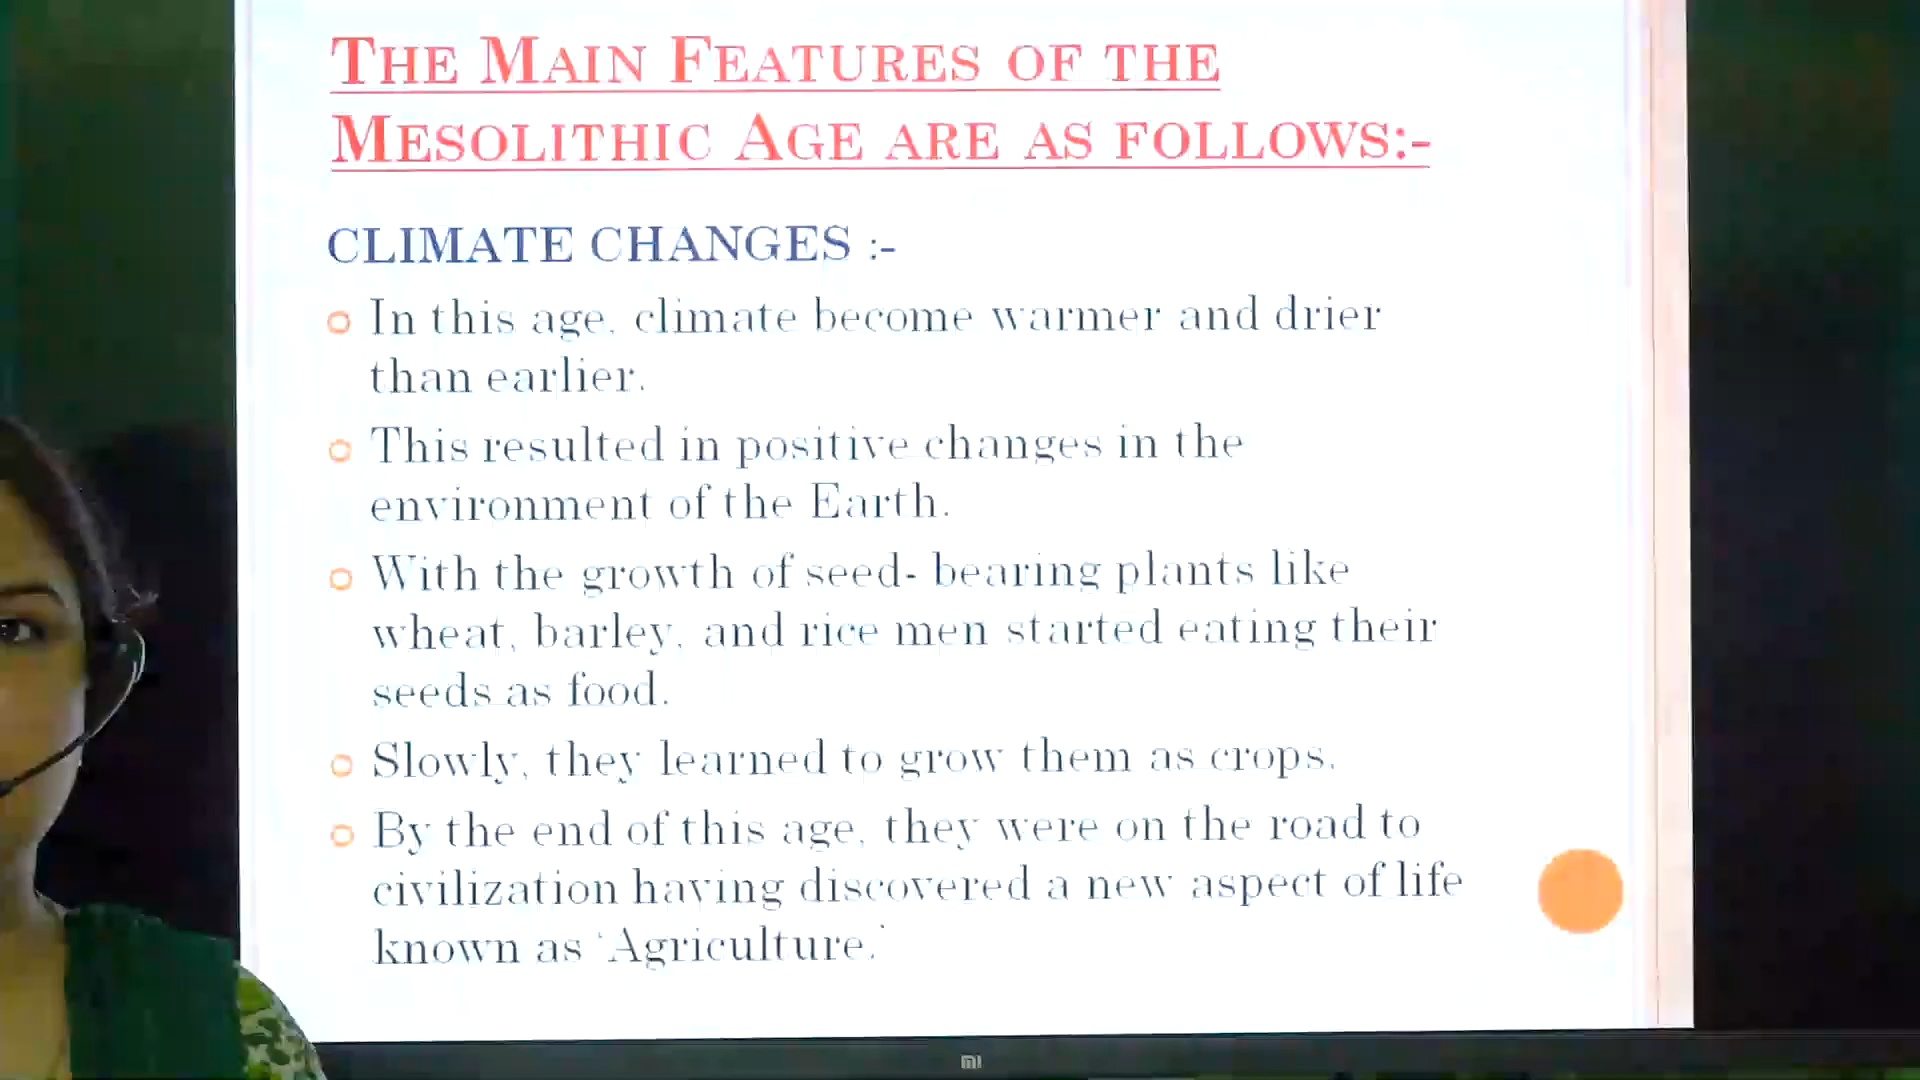 THE MAIN FEATURES OF THE
MESOLITHIC AGE ARE AS FOLLOWS:-
CLIMATE CHANGES :-
In this age, climate become warmer and drier
than earlier.
This resulted in positive changes in the
environment of the Earth.
With the growth of seed- bearing plants like
wheat, barley, and rice men started eating their
seeds as food.
Slowly, they learned to grow them as crops.
By the end of this age, they were on the road to
civilization having discovered a new aspect of life
known as 'Agriculture.'
mi